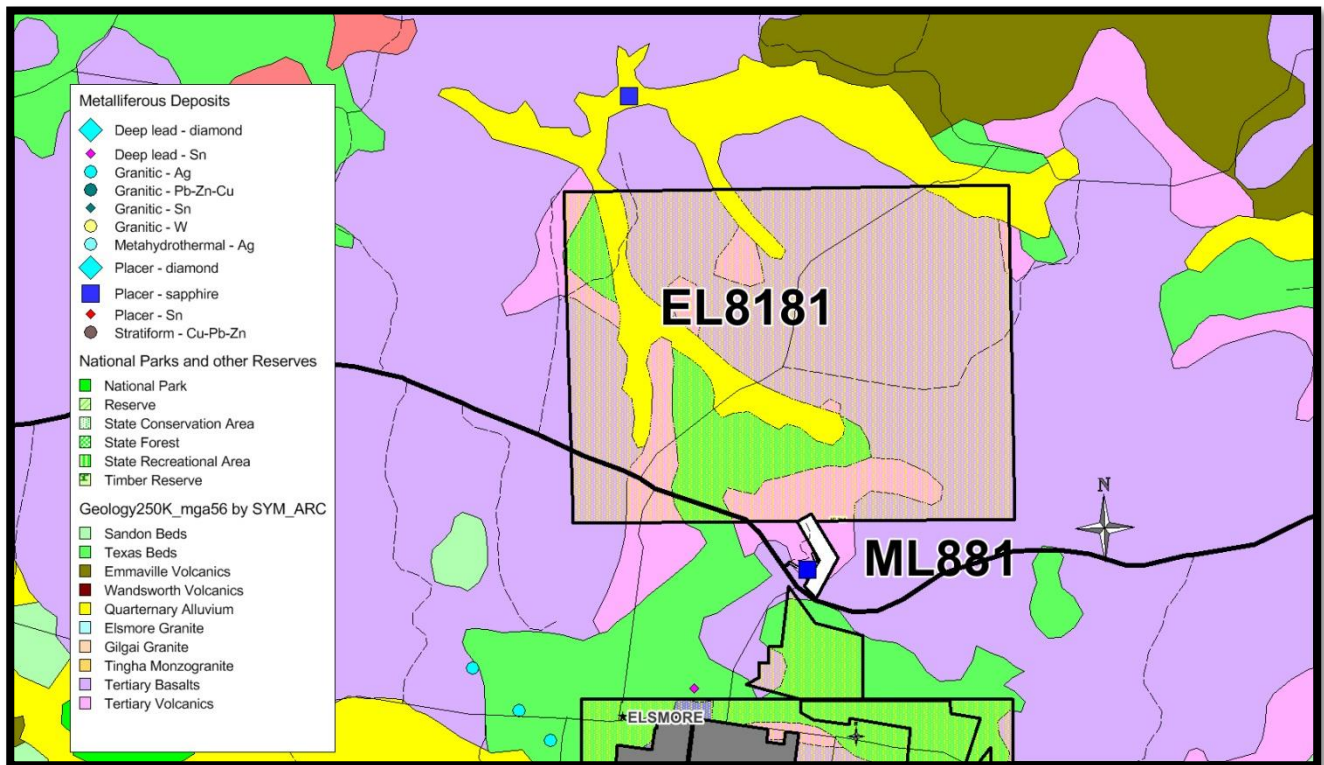 Metalliferous Deposits
Deep lead - diamond
Deep lead - Sn
Granitic - Ag
Granitic - Pb-Zn-Cu
Granitic - Sn
Granitic - W
Metahydrothermal - Ag
Placer - diamond
Placer - sapphire
Placer - Sn
Stratiform - Cu-Pb-Zn
National Parks and other Reserves
National Park
Reserve
State Conservation Area
State Forest
State Recreational Area
Timber Reserve
Geology250K_mga56 by SYM_ARC
Sandon Beds
Texas Beds
Emmaville Volcanics
Wandsworth Volcanics
Quarternary Alluvium
Elsmore Granite
Gilgai Granite
Tingha Monzogranite
Tertiary Basalts
Tertiary Volcanics
EL8181
N
ML881
ELSMORE